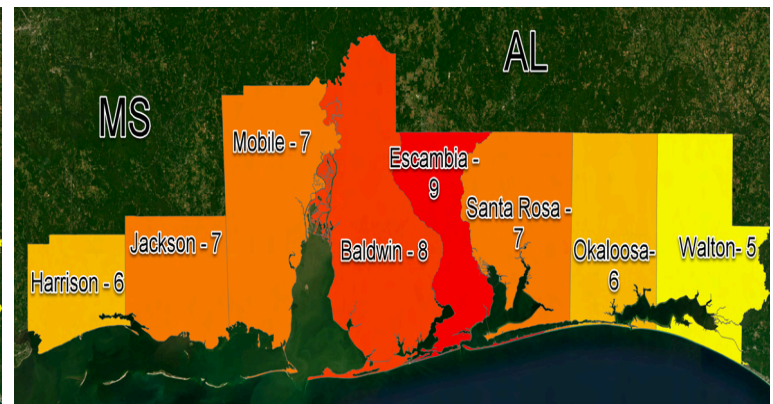 AL
MS
Mobile - 7
Escambia -
9
Santa Rosa -
7
Jackson - 7
Baldwin - 8
Okaloosa-
6
Walton- 5
Harrison - 6